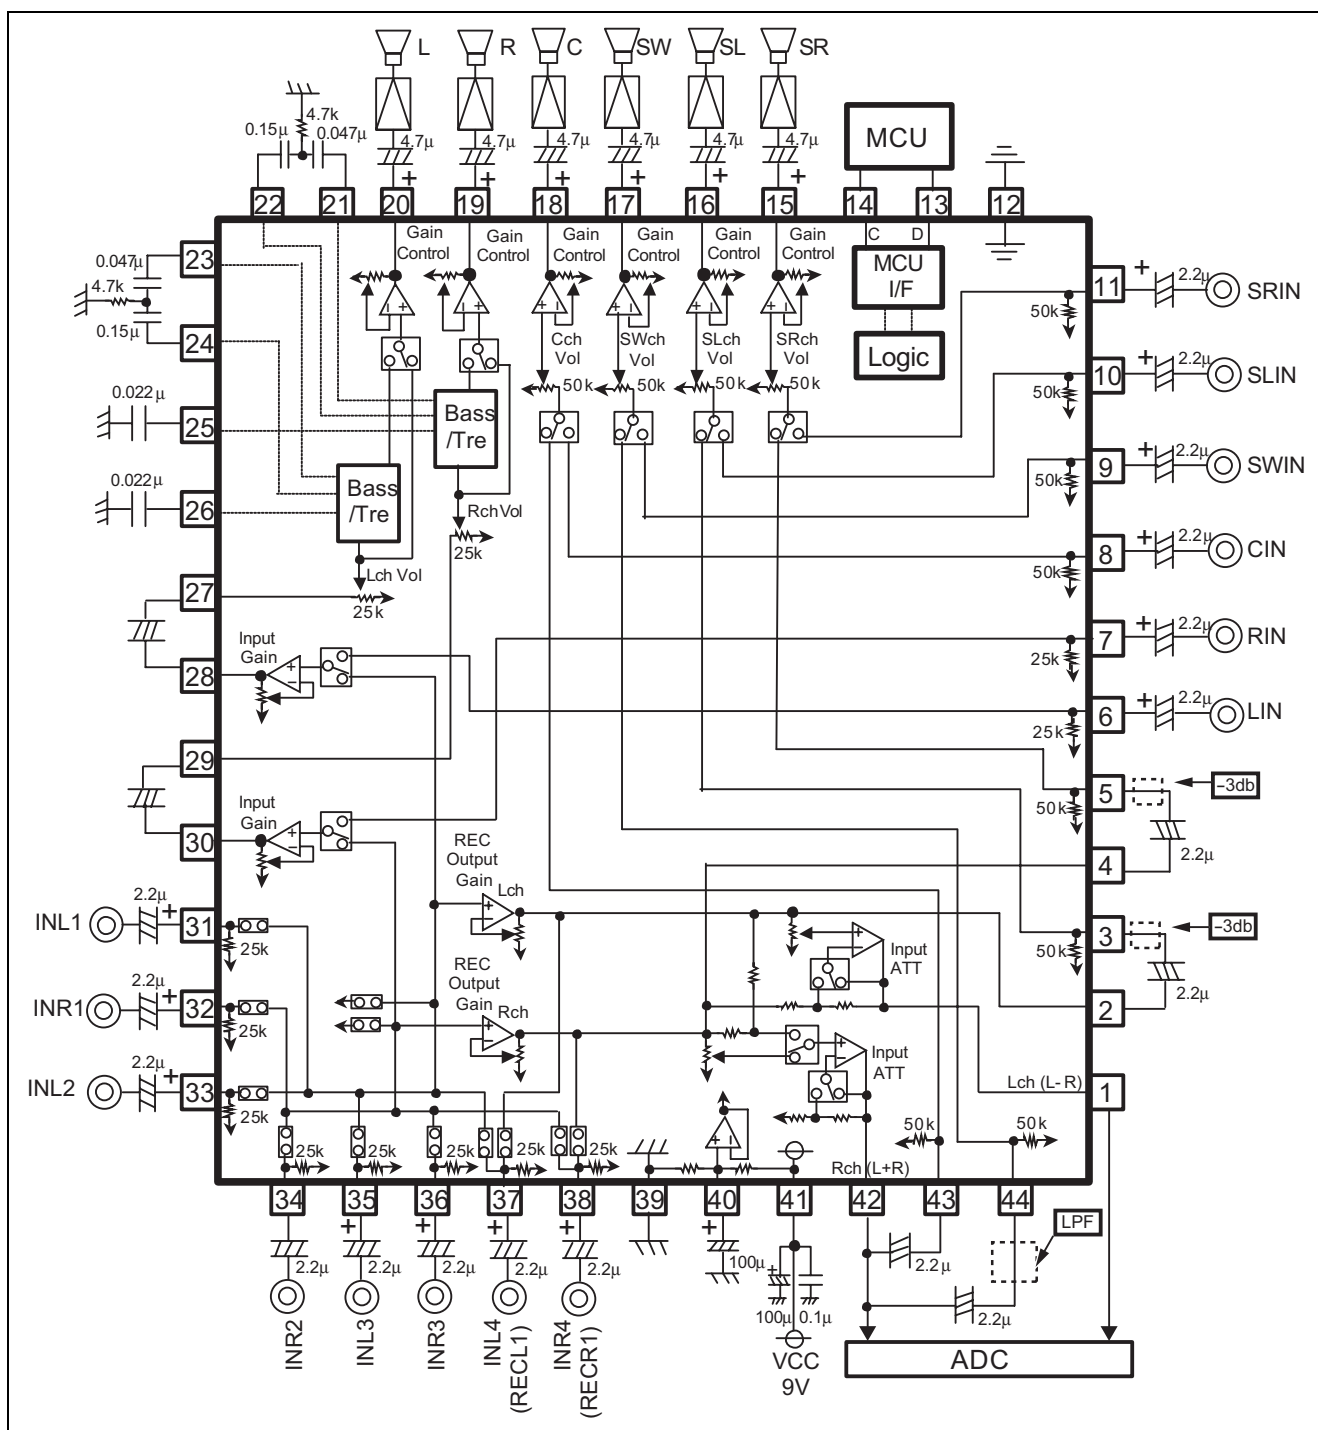 L
R
C
SW
SL
SR
4.7k
0.15μ
0.047μ
4.7μ
4.7μ
4.7μ
4.7μ
4.7μ
4.7μ
+
+
+
+
+
+
MCU
22
21
20
19
18
17
16
15
14
13
12
Gain
Control
Gain
Control
Gain
Control
Gain
Control
Gain
Control
Gain
Control
C
D
MCU
I/F
Logic
23
0.047μ
4.7k
0.15μ
24
0.022μ
25
0.022μ
26
27
28
29
30
Cch
Vol
SWch
Vol
SLch
Vol
SRch
Vol
50k
50k
50k
50k
Bass
/Tre
Bass
/Tre
RchVol
25k
Lch Vol
25k
Input
Gain
Input
Gain
11
+
2.2μ
SRIN
50k
10
+
2.2μ
SLIN
50k
9
+
2.2μ
SWIN
50k
8
+
2.2μ
CIN
50k
7
+
2.2μ
RIN
25k
6
+
2.2μ
LIN
25k
5
–3db
50k
2.2μ
4
3
–3db
50k
2.2μ
2
1
REC
Output
Gain
Lch
REC
Output
Gain
Rch
Input
ATT
Input
ATT
Lch (L-R)
Rch (L+R)
INL1
2.2μ
+
31
25k
INR1
2.2μ
+
32
25k
INL2
2.2μ
+
33
25k
25k
25k
25k
25k
25k
50k
50k
34
35
36
37
38
39
40
41
42
43
44
+
+
+
+
+
2.2μ
2.2μ
2.2μ
2.2μ
2.2μ
100μ
+
100μ
0.1μ
2.2μ
2.2μ
LPF
INR2
INL3
INR3
INL4
(RECL1)
INR4
(RECR1)
VCC
9V
ADC